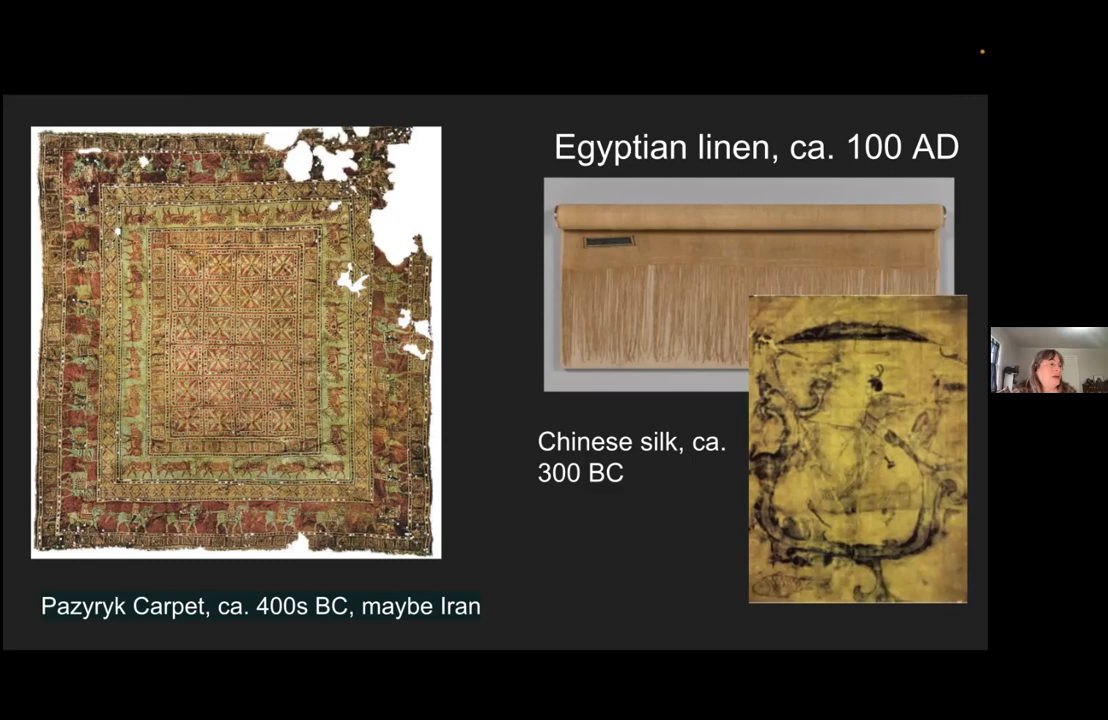 Egyptian linen, ca. 100 AD
Chinese silk, ca.
300 BC
Pazyryk Carpet, ca. 400s BC, maybe Iran